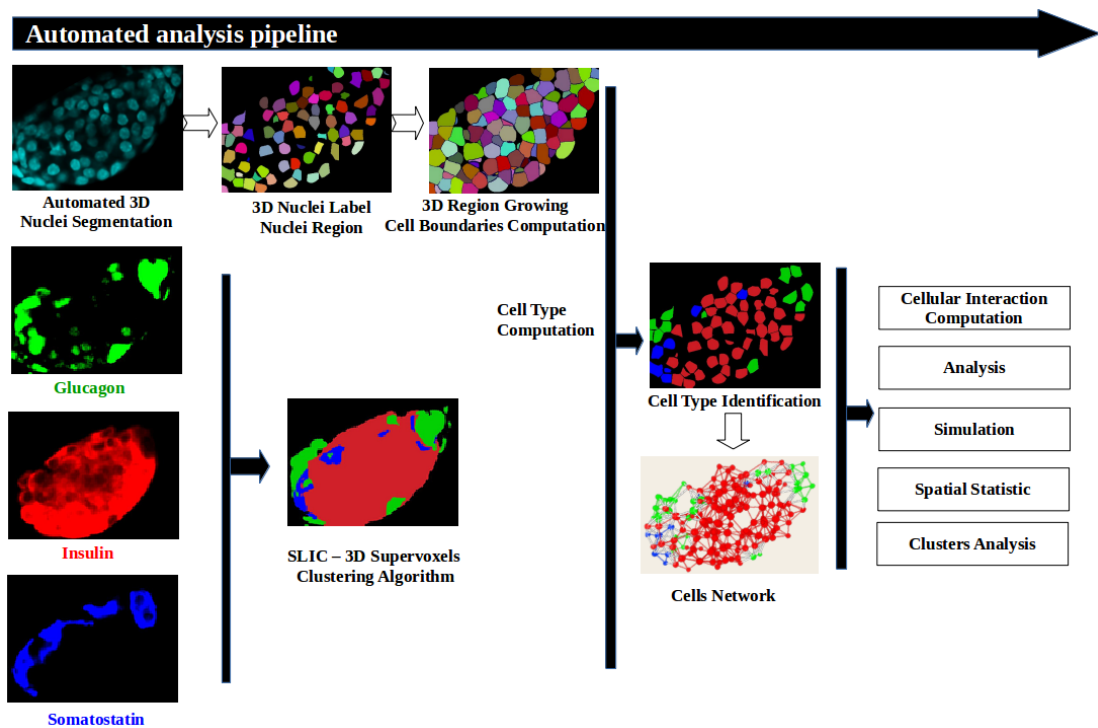 Automated analysis pipeline
Automated 3D
Nuclei Segmentation
3D Nuclei Label
Nuclei Region
3D Region Growing
Cell Boundaries Computation
Glucagon
Insulin
Somatostatin
SLIC – 3D Supervoxels
Clustering Algorithm
Cell Type
Computation
Cell Type Identification
Cells Network
Cellular Interaction
Computation
Analysis
Simulation
Spatial Statistic
Clusters Analysis